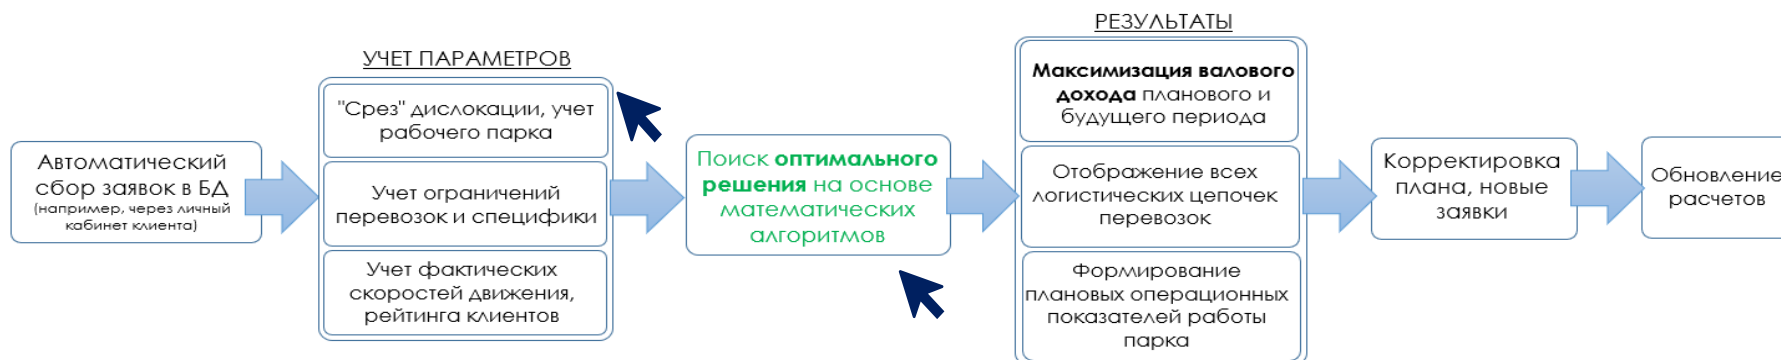 Автоматический
сбор заявок в БД
(например, через личный
кабинет клиента)
УЧЕТ ПАРАМЕТРОВ
"Срез" дислокации, учет
рабочего парка
Учет ограничений
перевозок и специфики
Учет фактических
скоростей движения,
рейтинга клиентов
Поиск оптимального
решения на основе
математических
алгоритмов
РЕЗУЛЬТАТЫ
Максимизация валового
дохода планового и
будущего периода
Отображение всех
логистических цепочек
перевозок
Формирование
плановых операционных
показателей работы
парка
Корректировка
плана, новые
заявки
Обновление
расчетов